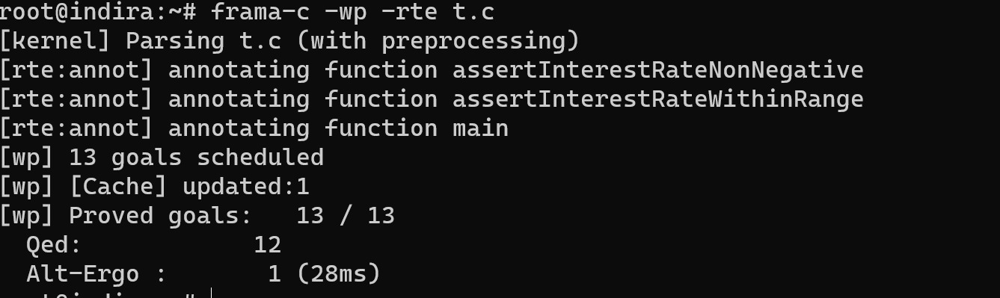 root@indira:~# frama-c -wp -rte t.c
[kernel] Parsing t.c (with preprocessing)
[rte:annot] annotating function assertInterestRateNonNegative
[rte:annot] annotating function assertInterestRateWithinRange
[rte:annot] annotating function main
[wp] 13 goals scheduled
[wp] [Cache] updated:1
[wp] Proved goals:   13 / 13
  Qed:             12
  Alt-Ergo :        1 (28ms)